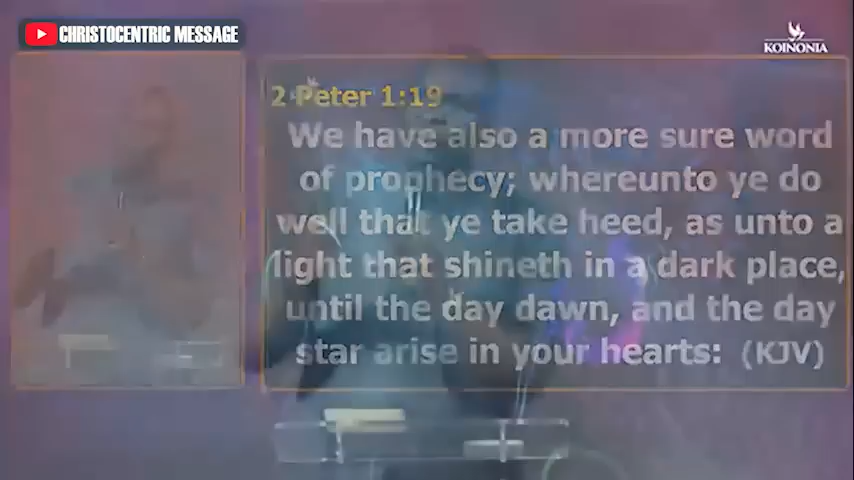 CHRISTOCENTRIC MESSAGE
KOINONIA
2 Peter 1:19
We have also a more sure word
of prophecy; whereunto ye do
well that ye take heed, as unto a
light that shineth in a dark place,
until the day dawn, and the day
star arise in your hearts: (KJV)